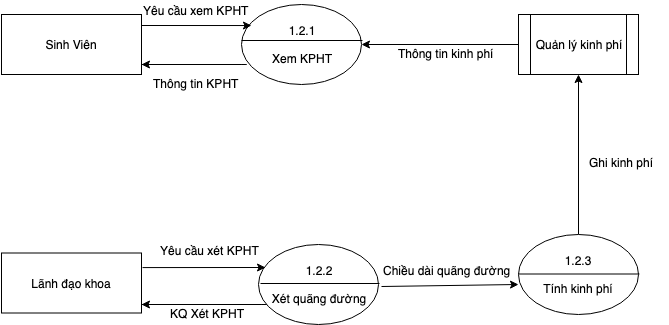 Yêu cầu xem KPHT
1.2.1
Sinh Viên
Xem KPHT
Thông tin kinh phí
Quản lý kinh phí
Thông tin KPHT
Ghi kinh phí
Yêu cầu xét KPHT
1.2.2
Chiều dài quãng đường
1.2.3
Lãnh đạo khoa
Xét quãng đường
Tính kinh phí
KQ Xét KPHT